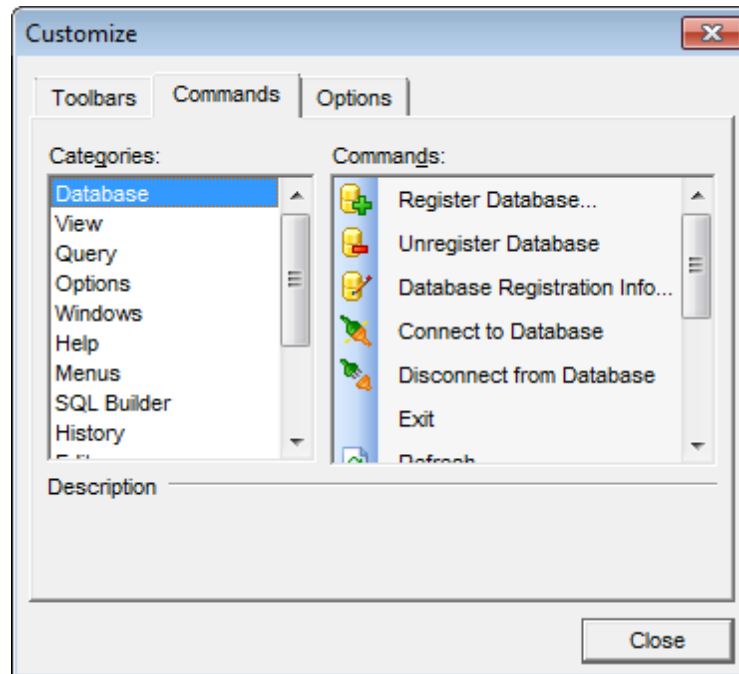 Customize
Toolbars Commands Options
Categories:
Database
View
Query
Options
Windows
Help
Menus
SQL Builder
History
Commands:
Register Database...
Unregister Database
Database Registration Info...
Connect to Database
Disconnect from Database
Exit
Refresh
Description
Close